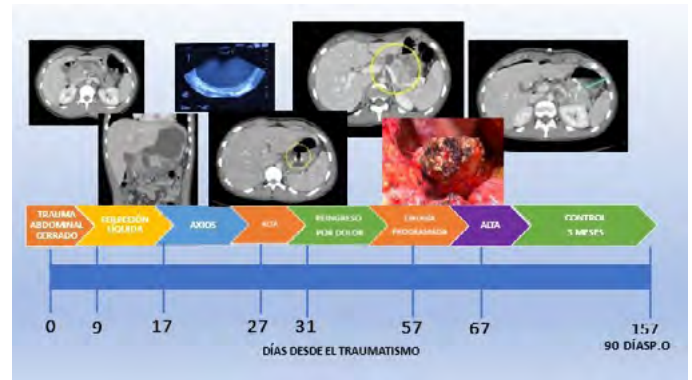 TRAUMA
ABDOMINAL
CERRADO
COLECCIÓN
LÍQUIDA
AXIOS
ALTA
REINGRESO
POR DOLOR
CIRUGÍA
PROGRAMADA
ALTA
CONTROL
3 MESES
0
9
17
27
31
57
67
157
DÍAS DESDE EL TRAUMATISMO
90 DÍASP.O